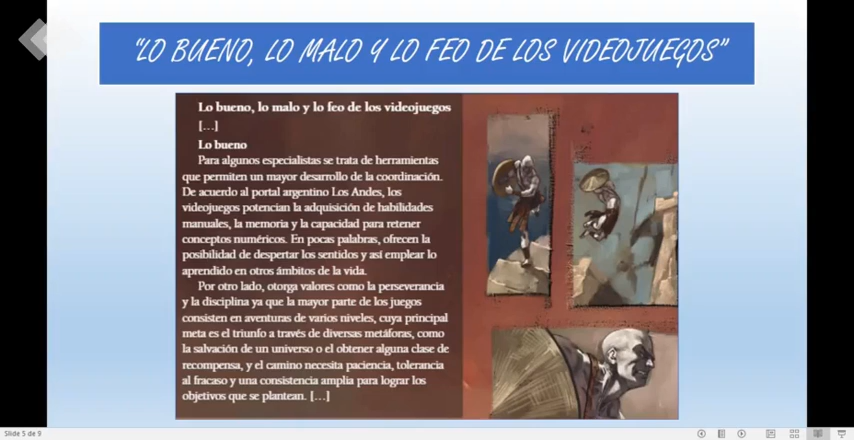 “LO BUENO, LO MALO Y LO FEO DE LOS VIDEOJUEGOS”
Lo bueno, lo malo y lo feo de los videojuegos
[...]
Lo bueno
Para algunos especialistas se trata de herramientas
que permiten un mayor desarrollo de la coordinación.
De acuerdo al portal argentino Los Andes, los
videojuegos potencian la adquisición de habilidades
manuales, la memoria y la capacidad para retener
conceptos numéricos. En pocas palabras, ofrecen la
posibilidad de despertar los sentidos y así emplear lo
aprendido en otros ámbitos de la vida.
Por otro lado, otorga valores como la perseverancia
y la disciplina ya que la mayor parte de los juegos
consisten en aventuras de varios niveles, cuya principal
meta es el triunfo a través de diversas metáforas, como
la salvación de un universo o el obtener alguna clase de
recompensa, y el camino necesita paciencia, tolerancia
al fracaso y una consistencia amplia para lograr los
objetivos que se plantean. [...]
Slide 5 de 9